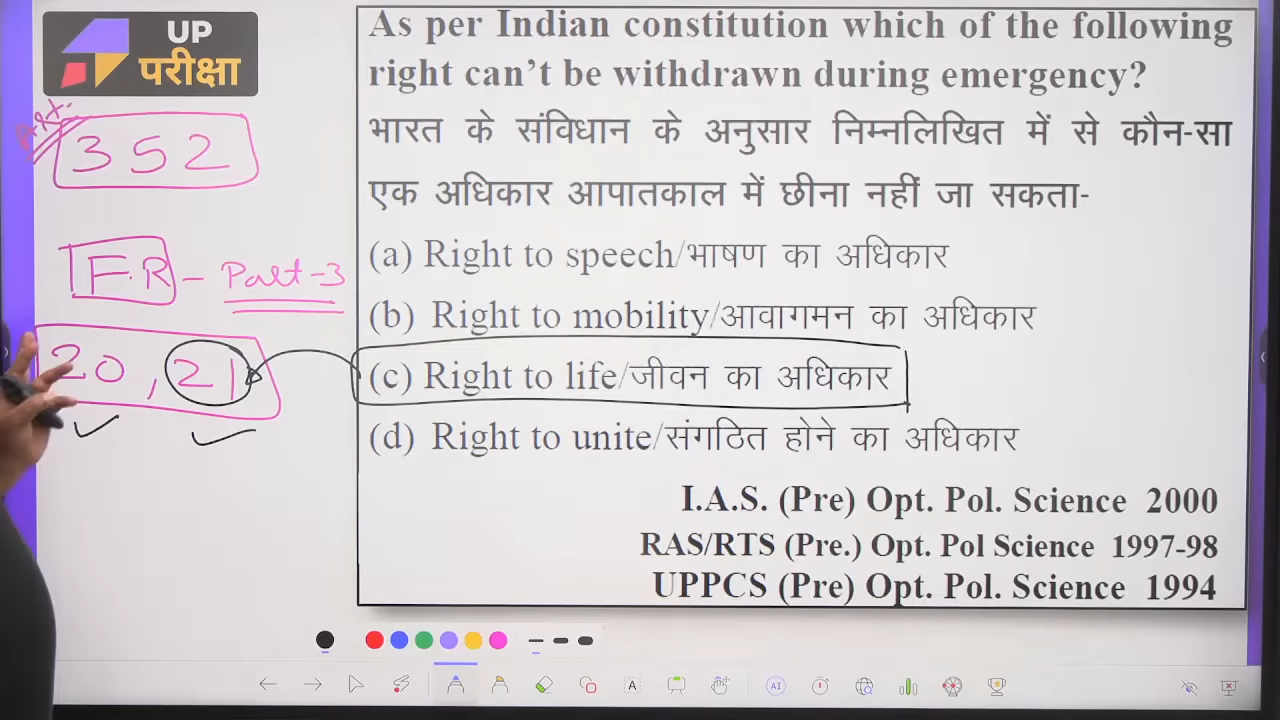 UP
परीक्षा
352
F.R - Part-3
20, 21
As per Indian constitution which of the following
right can't be withdrawn during emergency?
भारत के संविधान के अनुसार निम्नलिखित में से कौन-सा
एक अधिकार आपातकाल में छीना नहीं जा सकता-
(a) Right to speech/भाषण का अधिकार
(b) Right to mobility/आवागमन का अधिकार
(c) Right to life/जीवन का अधिकार
(d) Right to unite/संगठित होने का अधिकार
I.A.S. (Pre) Opt. Pol. Science 2000
RAS/RTS (Pre.) Opt. Pol Science 1997-98
UPPCS (Pre) Opt. Pol. Science 1994
A
AI